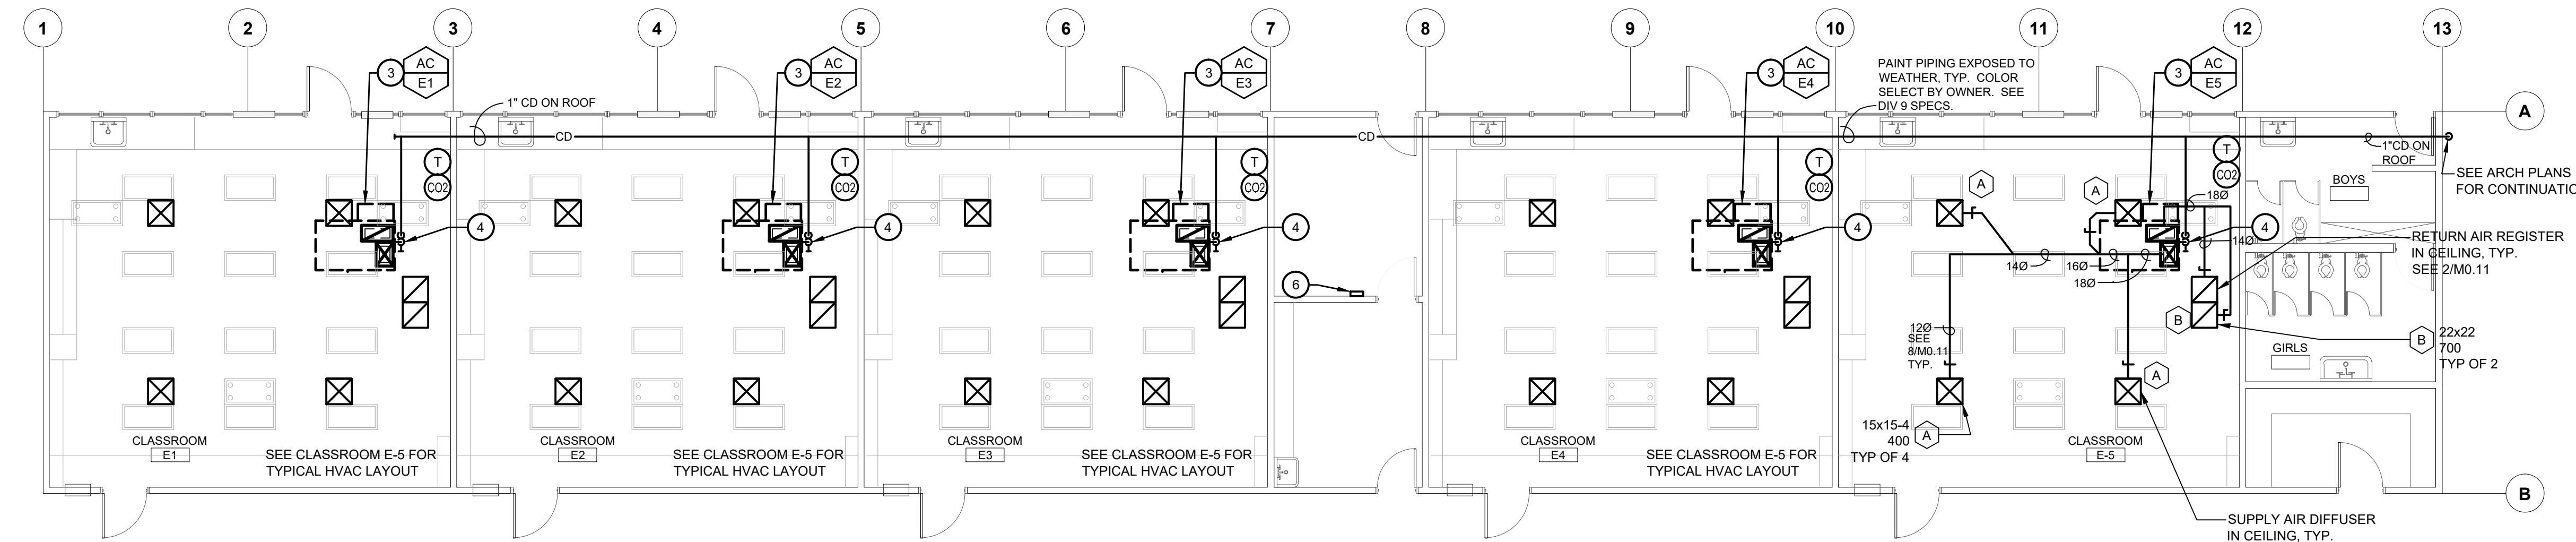 1
2
3
4
5
6
7
8
9
10
11
12
13
3
AC
E1
3
AC
E2
3
AC
E3
3
AC
E4
3
AC
E5
PAINT PIPING EXPOSED TO
WEATHER, TYP. COLOR
SELECT BY OWNER. SEE
DIV 9 SPECS.
1" CD ON ROOF
A
CD
CD
1"CD ON
ROOF
SEE ARCH PLANS
FOR CONTINUATIO
T
CO2
T
CO2
T
CO2
T
CO2
T
CO2
BOYS
A
A
18Ø
4
4
4
4
4
14Ø
RETURN AIR REGISTER
IN CEILING, TYP.
SEE 2/M0.11
14Ø
16Ø
18Ø
6
12Ø
SEE
8/M0.11
TYP.
B
B
22x22
700
TYP OF 2
GIRLS
A
15x15-4
400
TYP OF 4
A
CLASSROOM
E1
SEE CLASSROOM E-5 FOR
TYPICAL HVAC LAYOUT
CLASSROOM
E2
SEE CLASSROOM E-5 FOR
TYPICAL HVAC LAYOUT
CLASSROOM
E3
SEE CLASSROOM E-5 FOR
TYPICAL HVAC LAYOUT
CLASSROOM
E4
SEE CLASSROOM E-5 FOR
TYPICAL HVAC LAYOUT
CLASSROOM
E-5
B
SUPPLY AIR DIFFUSER
IN CEILING, TYP.